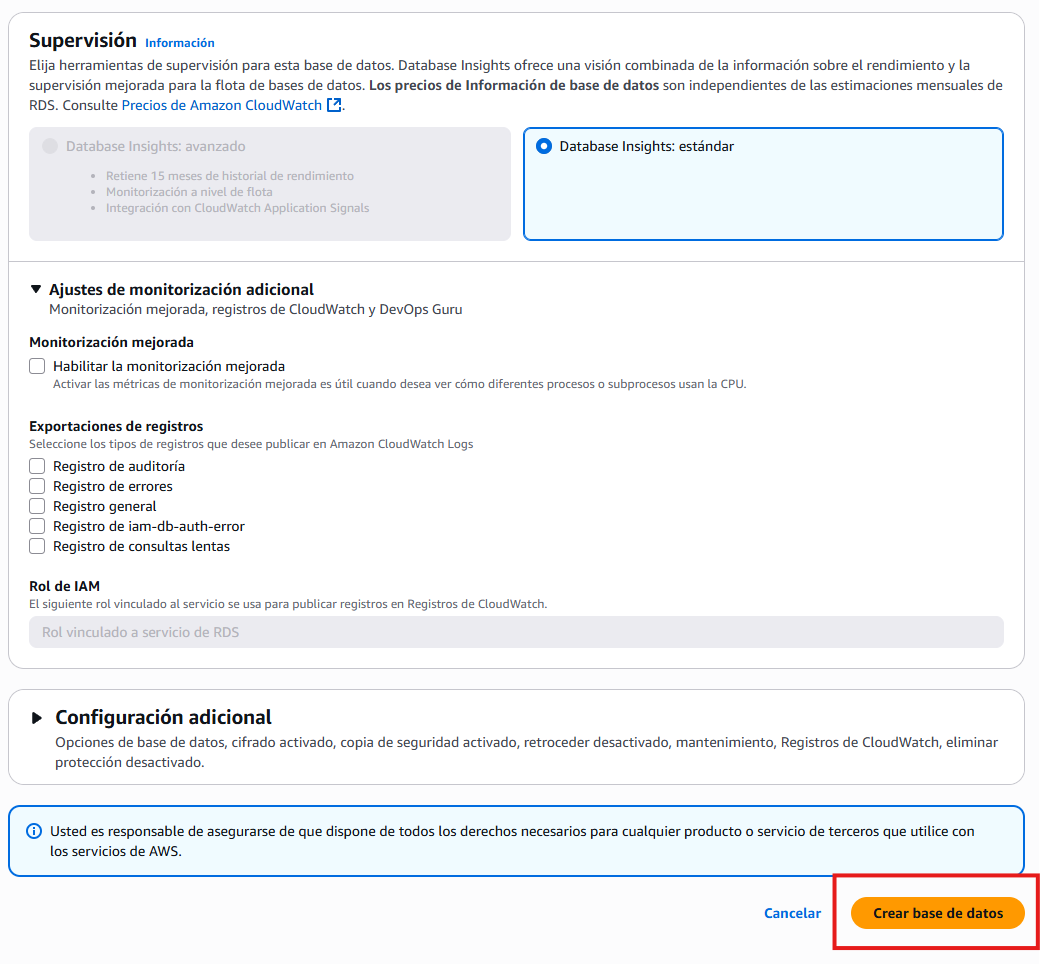 Supervisión Información
Elija herramientas de supervisión para esta base de datos. Database Insights ofrece una visión combinada de la información sobre el rendimiento y la
supervisión mejorada para la flota de bases de datos. Los precios de Información de base de datos son independientes de las estimaciones mensuales de
RDS. Consulte Precios de Amazon CloudWatch.
Database Insights: avanzado
Retiene 15 meses de historial de rendimiento
Monitorización a nivel de flota
Integración con CloudWatch Application Signals
Database Insights: estándar
Ajustes de monitorización adicional
Monitorización mejorada, registros de CloudWatch y DevOps Guru
Monitorización mejorada
Habilitar la monitorización mejorada
Activar las métricas de monitorización mejorada es útil cuando desea ver cómo diferentes procesos o subprocesos usan la CPU.
Exportaciones de registros
Seleccione los tipos de registros que desee publicar en Amazon CloudWatch Logs
Registro de auditoría
Registro de errores
Registro general
Registro de iam-db-auth-error
Registro de consultas lentas
Rol de IAM
El siguiente rol vinculado al servicio se usa para publicar registros en Registros de CloudWatch.
Rol vinculado a servicio de RDS
Configuración adicional
Opciones de base de datos, cifrado activado, copia de seguridad activado, retroceder desactivado, mantenimiento, Registros de CloudWatch, eliminar
protección desactivado.
Usted es responsable de asegurarse de que dispone de todos los derechos necesarios para cualquier producto o servicio de terceros que utilice con
los servicios de AWS.
Cancelar
Crear base de datos